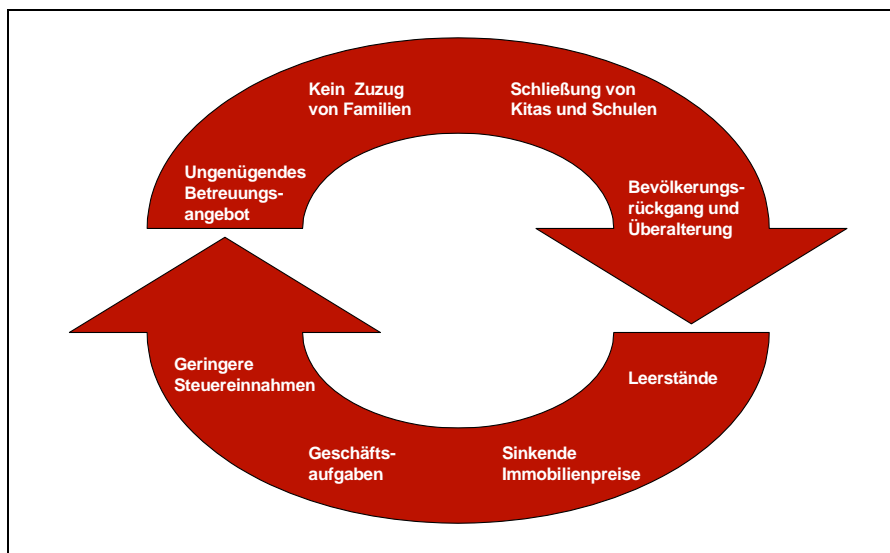 Kein Zuzug
von Familien
Schließung von
Kitas und Schulen
Ungenügendes
Betreuungs-
angebot
Bevölkerungs-
rückgang und
Überalterung
Geringere
Steuereinnahmen
Leerstände
Geschäfts-
aufgaben
Sinkende
Immobilienpreise